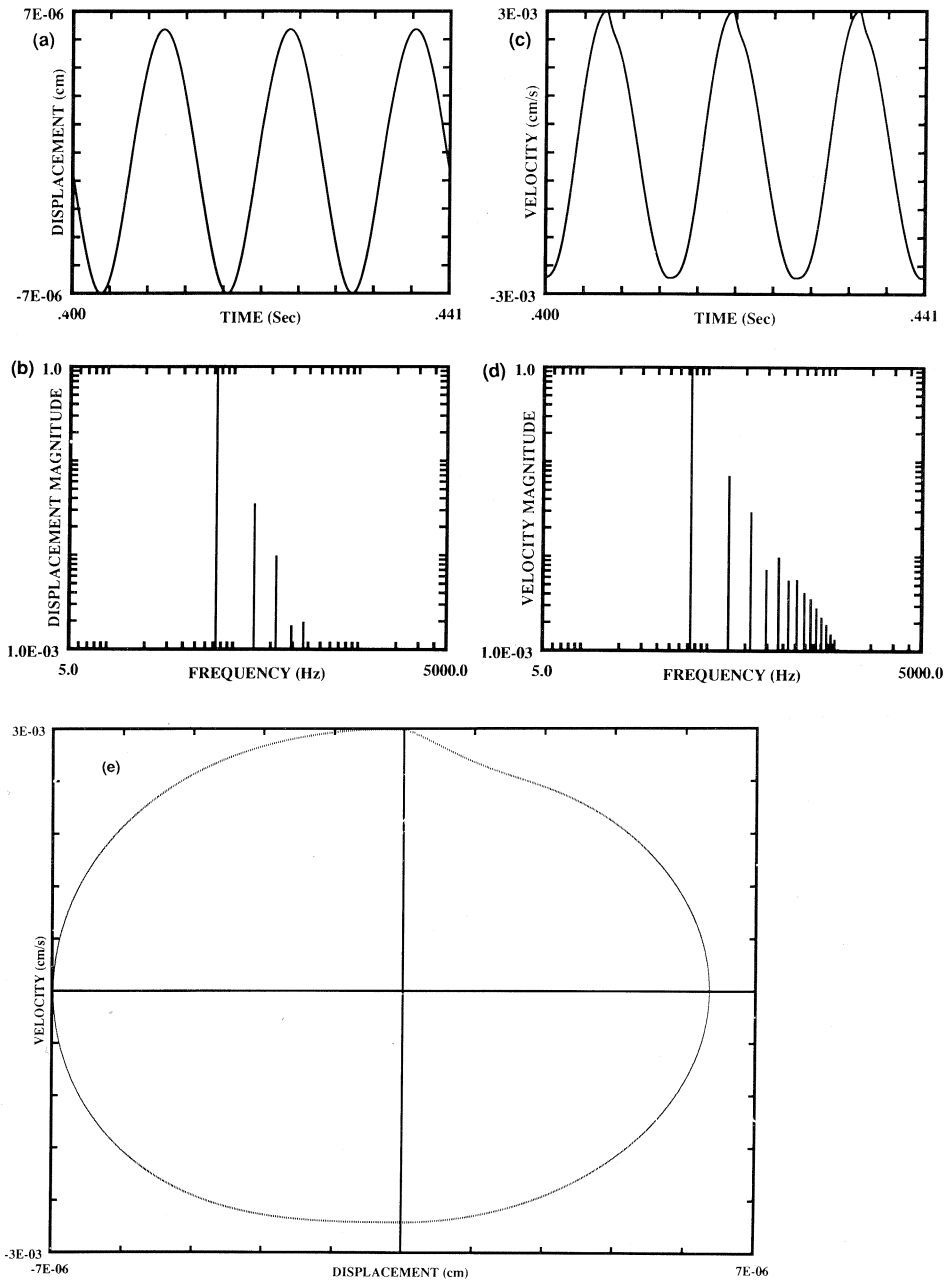 (a)
7E-06
DISPLACEMENT (cm)
-7E-06
.400
TIME (Sec)
.441
(c)
3E-03
VELOCITY (cm/s)
-3E-03
.400
TIME (Sec)
.441
(b)
1.0
DISPLACEMENT MAGNITUDE
1.0E-03
5.0
FREQUENCY (Hz)
5000.0
(d)
1.0
VELOCITY MAGNITUDE
1.0E-03
5.0
FREQUENCY (Hz)
5000.0
3E-03
(e)
VELOCITY (cm/s)
-3E-03
-7E-06
DISPLACEMENT (cm)
7E-06